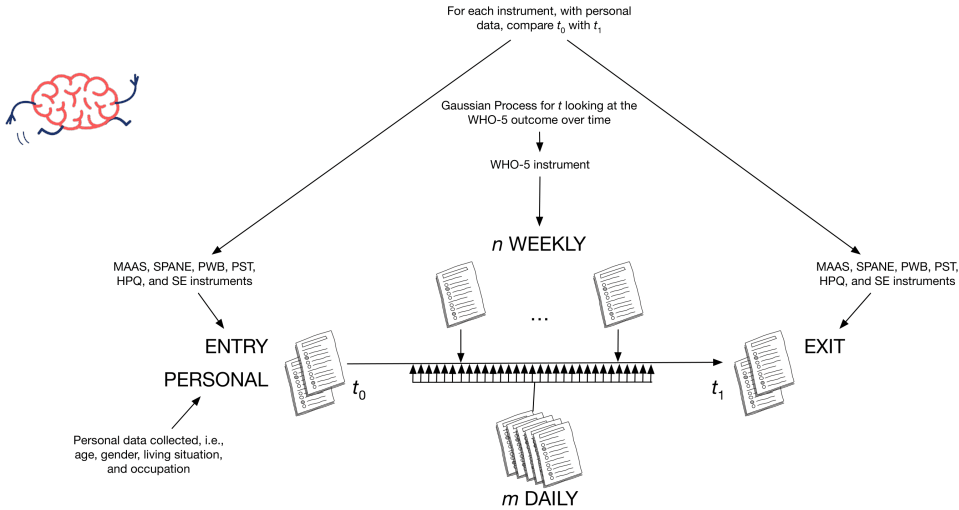 For each instrument, with personal
data, compare t0 with t1
Gaussian Process for t looking at the
WHO-5 outcome over time
WHO-5 instrument
n WEEKLY
MAAS, SPANE, PWB, PST,
HPQ, and SE instruments
MAAS, SPANE, PWB, PST,
HPQ, and SE instruments
...
ENTRY
EXIT
PERSONAL
t0
t1
Personal data collected, i.e.,
age, gender, living situation,
and occupation
m DAILY